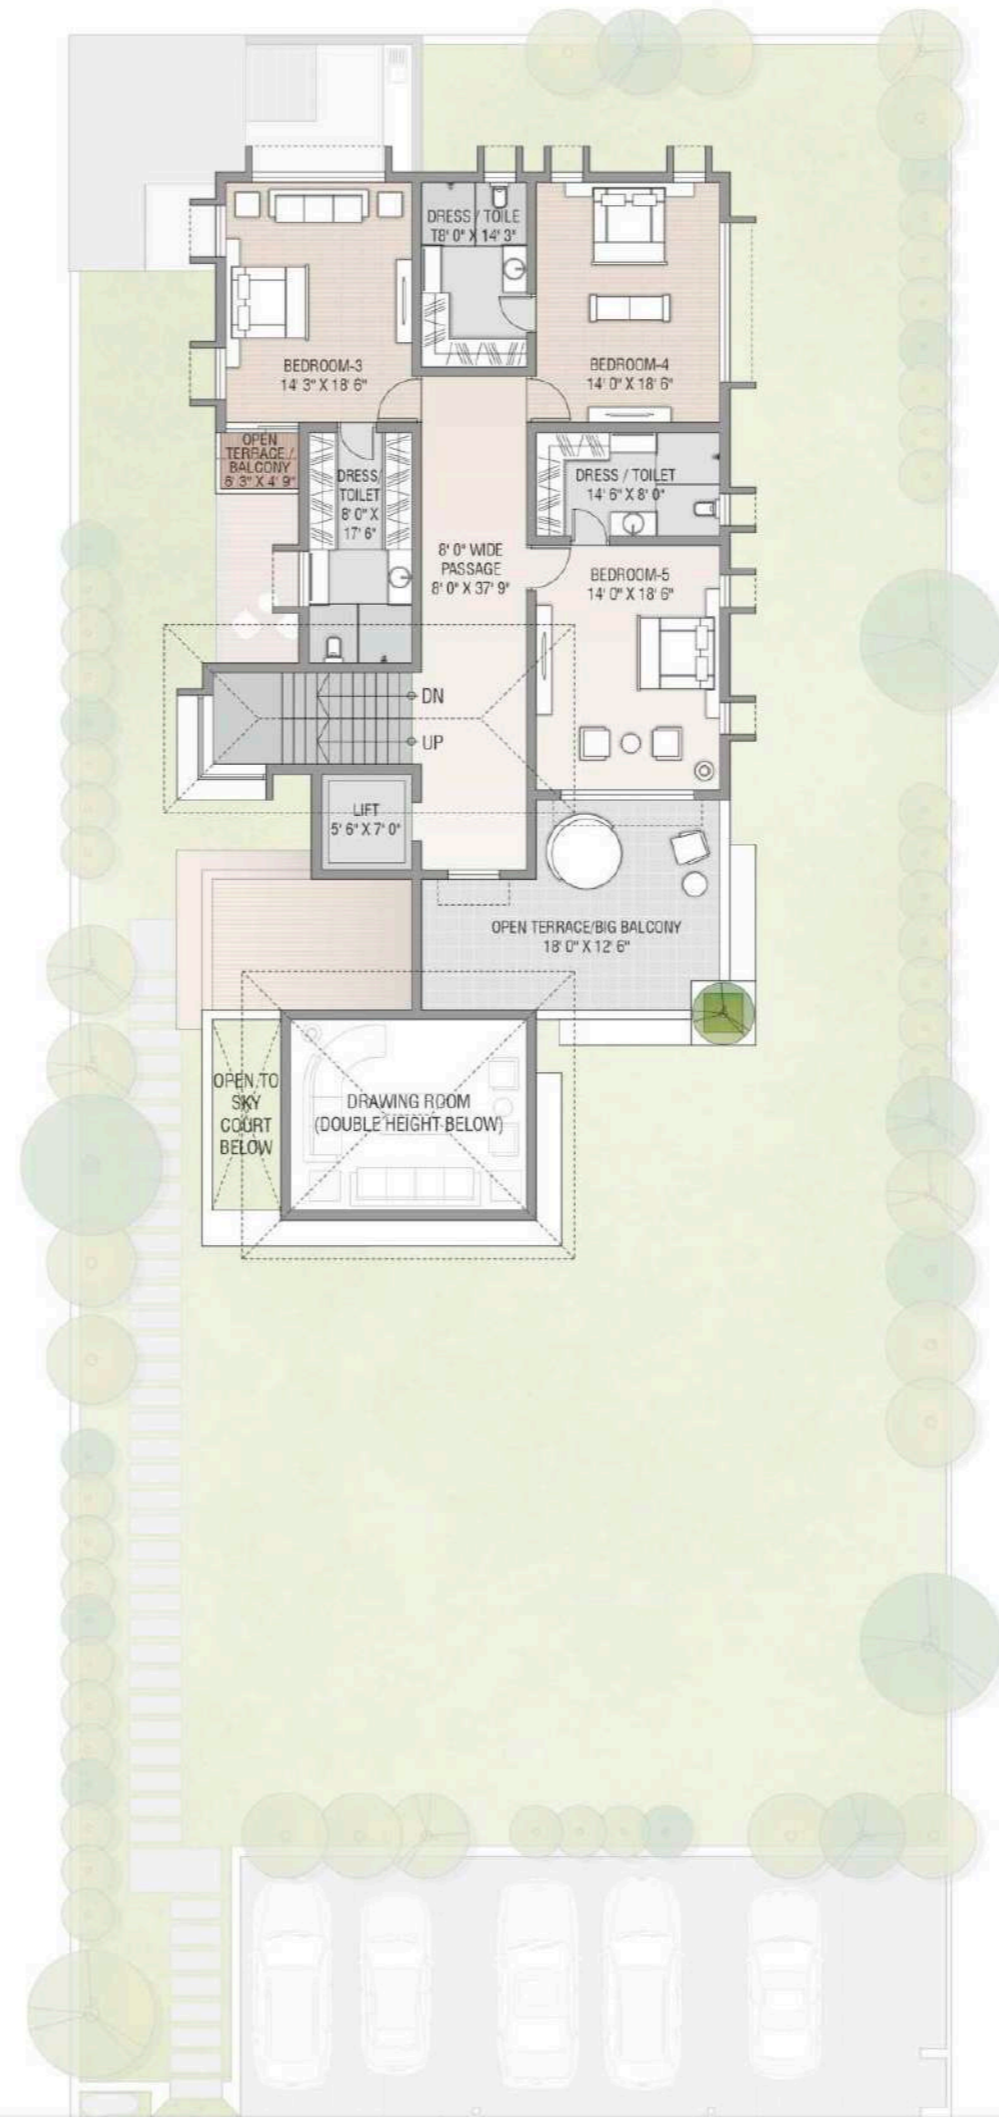 DRESS / TOILE
T8' 0" X 14' 3"
BEDROOM-3
14' 3" X 18' 6"
BEDROOM-4
14' 0" X 18' 6"
OPEN
TERRACE /
BALCONY
6' 3" X 4' 9"
DRESS/
TOILET
8' 0" X
17' 6"
DRESS / TOILET
14' 6" X 8' 0"
8' 0" WIDE
PASSAGE
8' 0" X 37' 9"
BEDROOM-5
14' 0" X 18' 6"
DN
UP
LIFT
5' 6" X 7' 0"
OPEN TERRACE/BIG BALCONY
18' 0" X 12' 6"
OPEN TO
SKY
COURT
BELOW
DRAWING ROOM
(DOUBLE HEIGHT BELOW)